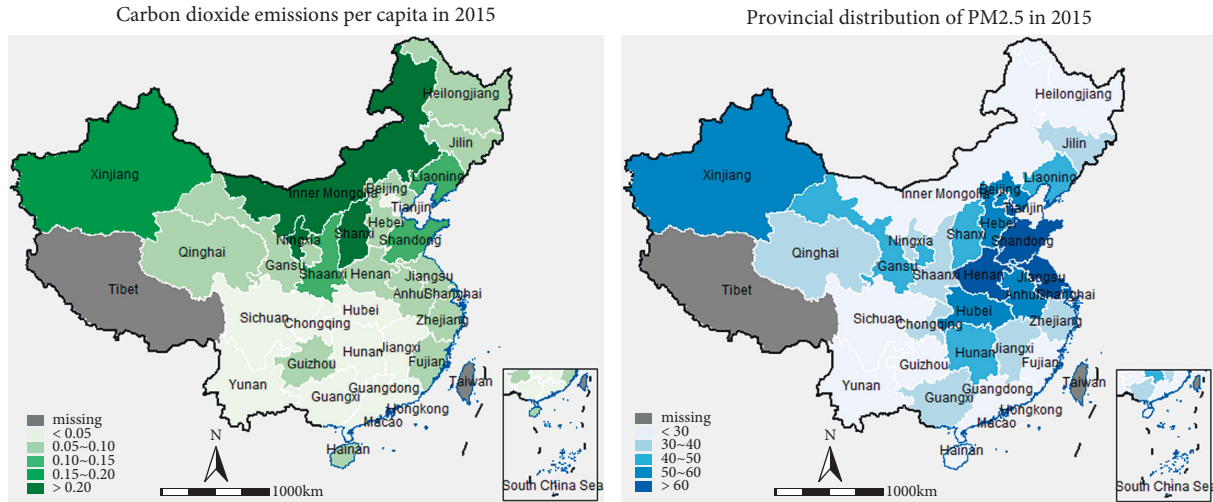 Carbon dioxide emissions per capita in 2015
Heilongjiang
Jilin
Xinjiang
Liaoning
Inner Mongolia
Beijing
Tianjin
Hebei
Ningxia
Shanxi
Shandong
Qinghai
Gansu
Shaanxi
Henan
Jiangsu
Tibet
Anhui
Shanghai
Hubei
Sichuan
Chongqing
Zhejiang
Hunan
Jiangxi
Guizhou
Fujian
Yunan
Guangdong
Taiwan
Guangxi
Hongkong
Macao
Hainan
missing
< 0.05
0.05~0.10
0.10~0.15
0.15~0.20
> 0.20
N
1000km
South China Sea
Provincial distribution of PM2.5 in 2015
Heilongjiang
Jilin
Xinjiang
Liaoning
Inner Mongolia
Beijing
Tianjin
Hebei
Ningxia
Shanxi
Shandong
Qinghai
Gansu
Shaanxi
Henan
Jiangsu
Tibet
Anhui
Shanghai
Hubei
Sichuan
Chongqing
Zhejiang
Hunan
Jiangxi
Guizhou
Fujian
Yunan
Guangdong
Taiwan
Guangxi
Hongkong
Macao
Hainan
missing
< 30
30~40
40~50
50~60
> 60
N
1000km
South China Sea